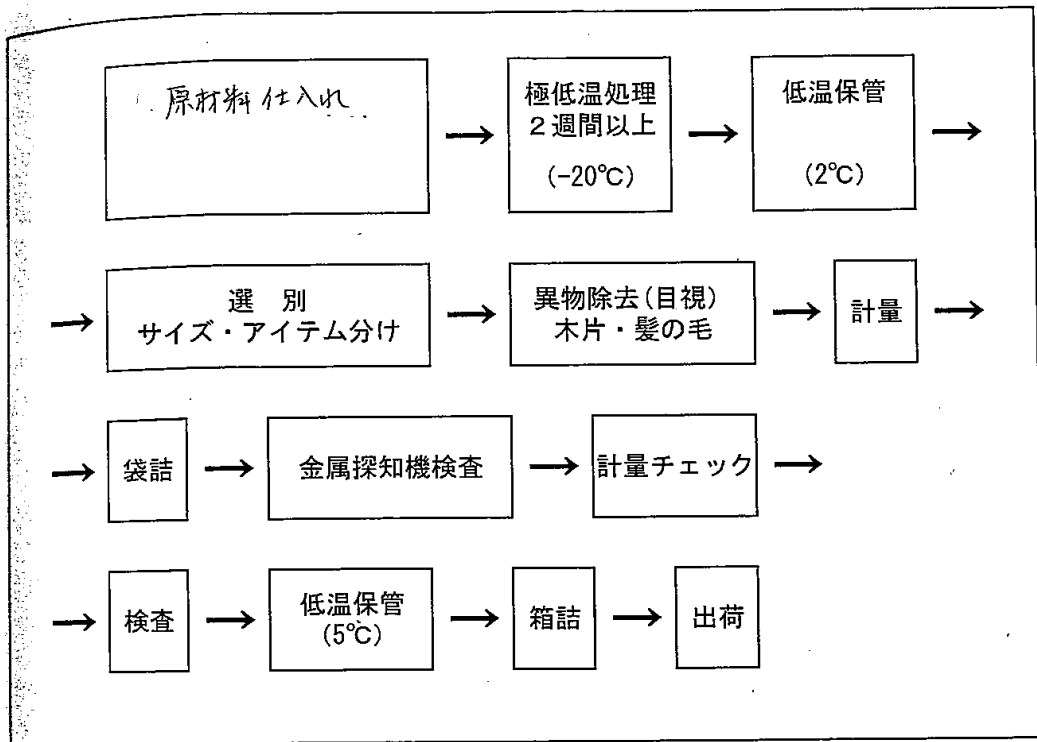 原材料仕入れ
極低温処理
2週間以上
(-20℃)
低温保管
(2℃)
選 別
サイズ・アイテム分け
異物除去(目視)
木片・髪の毛
計量
袋詰
金属探知機検査
計量チェック
検査
低温保管
(5℃)
箱詰
出荷